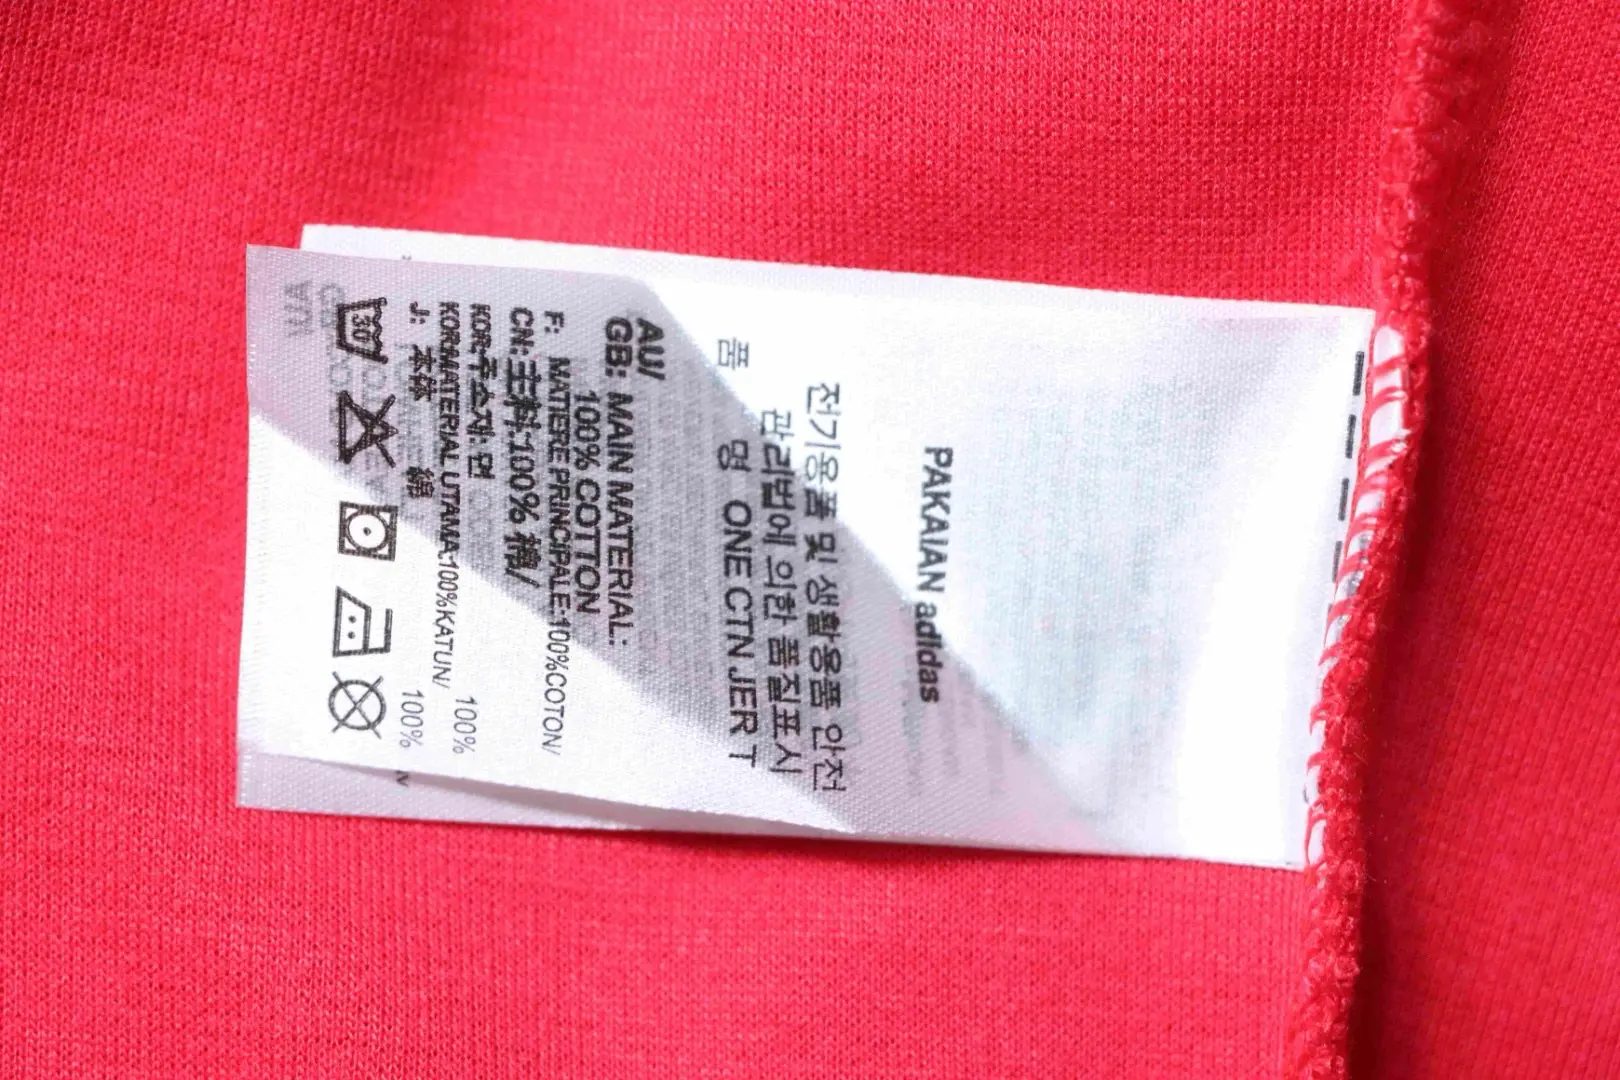 PAKAIAN adidas
전기용품 및 생활용품 안전
관리법에 의한 품질표시
품 명 ONE CTN JER T
AU/
GB: MAIN MATERIAL:
100% COTTON
F: MATIERE PRINCIPALE:100%COTON/
CN:主料:100% 棉/
KOR:주소재: 면 100%
KORMATERIAL UTAMA:100%KATUN/
J: 本体 綿 100%
30